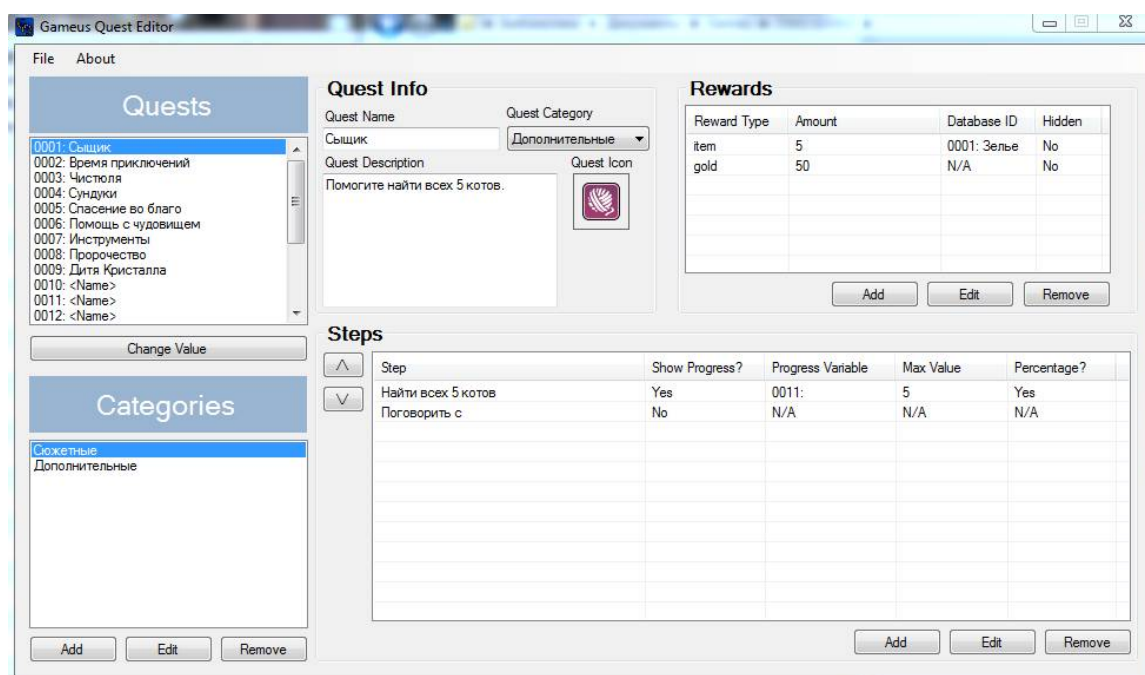 Gameus Quest Editor
File About
Quests
0001: Сыщик
0002: Время приключений
0003: Чистюля
0004: Сундуки
0005: Спасение во благо
0006: Помощь с чудовищем
0007: Инструменты
0008: Пророчество
0009: Дитя Кристалла
0010: <Name>
0011: <Name>
0012: <Name>
Change Value
Categories
Сюжетные
Дополнительные
Add Edit Remove
Quest Info
Quest Name Quest Category
Сыщик Дополнительные
Quest Description Quest Icon
Помогите найти всех 5 котов.
Rewards
Reward Type Amount Database ID Hidden
item 5 0001: Зелье No
gold 50 N/A No
Add Edit Remove
Steps
Step Show Progress? Progress Variable Max Value Percentage?
Найти всех 5 котов Yes 0011: 5 Yes
Поговорить с No N/A N/A N/A
Add Edit Remove